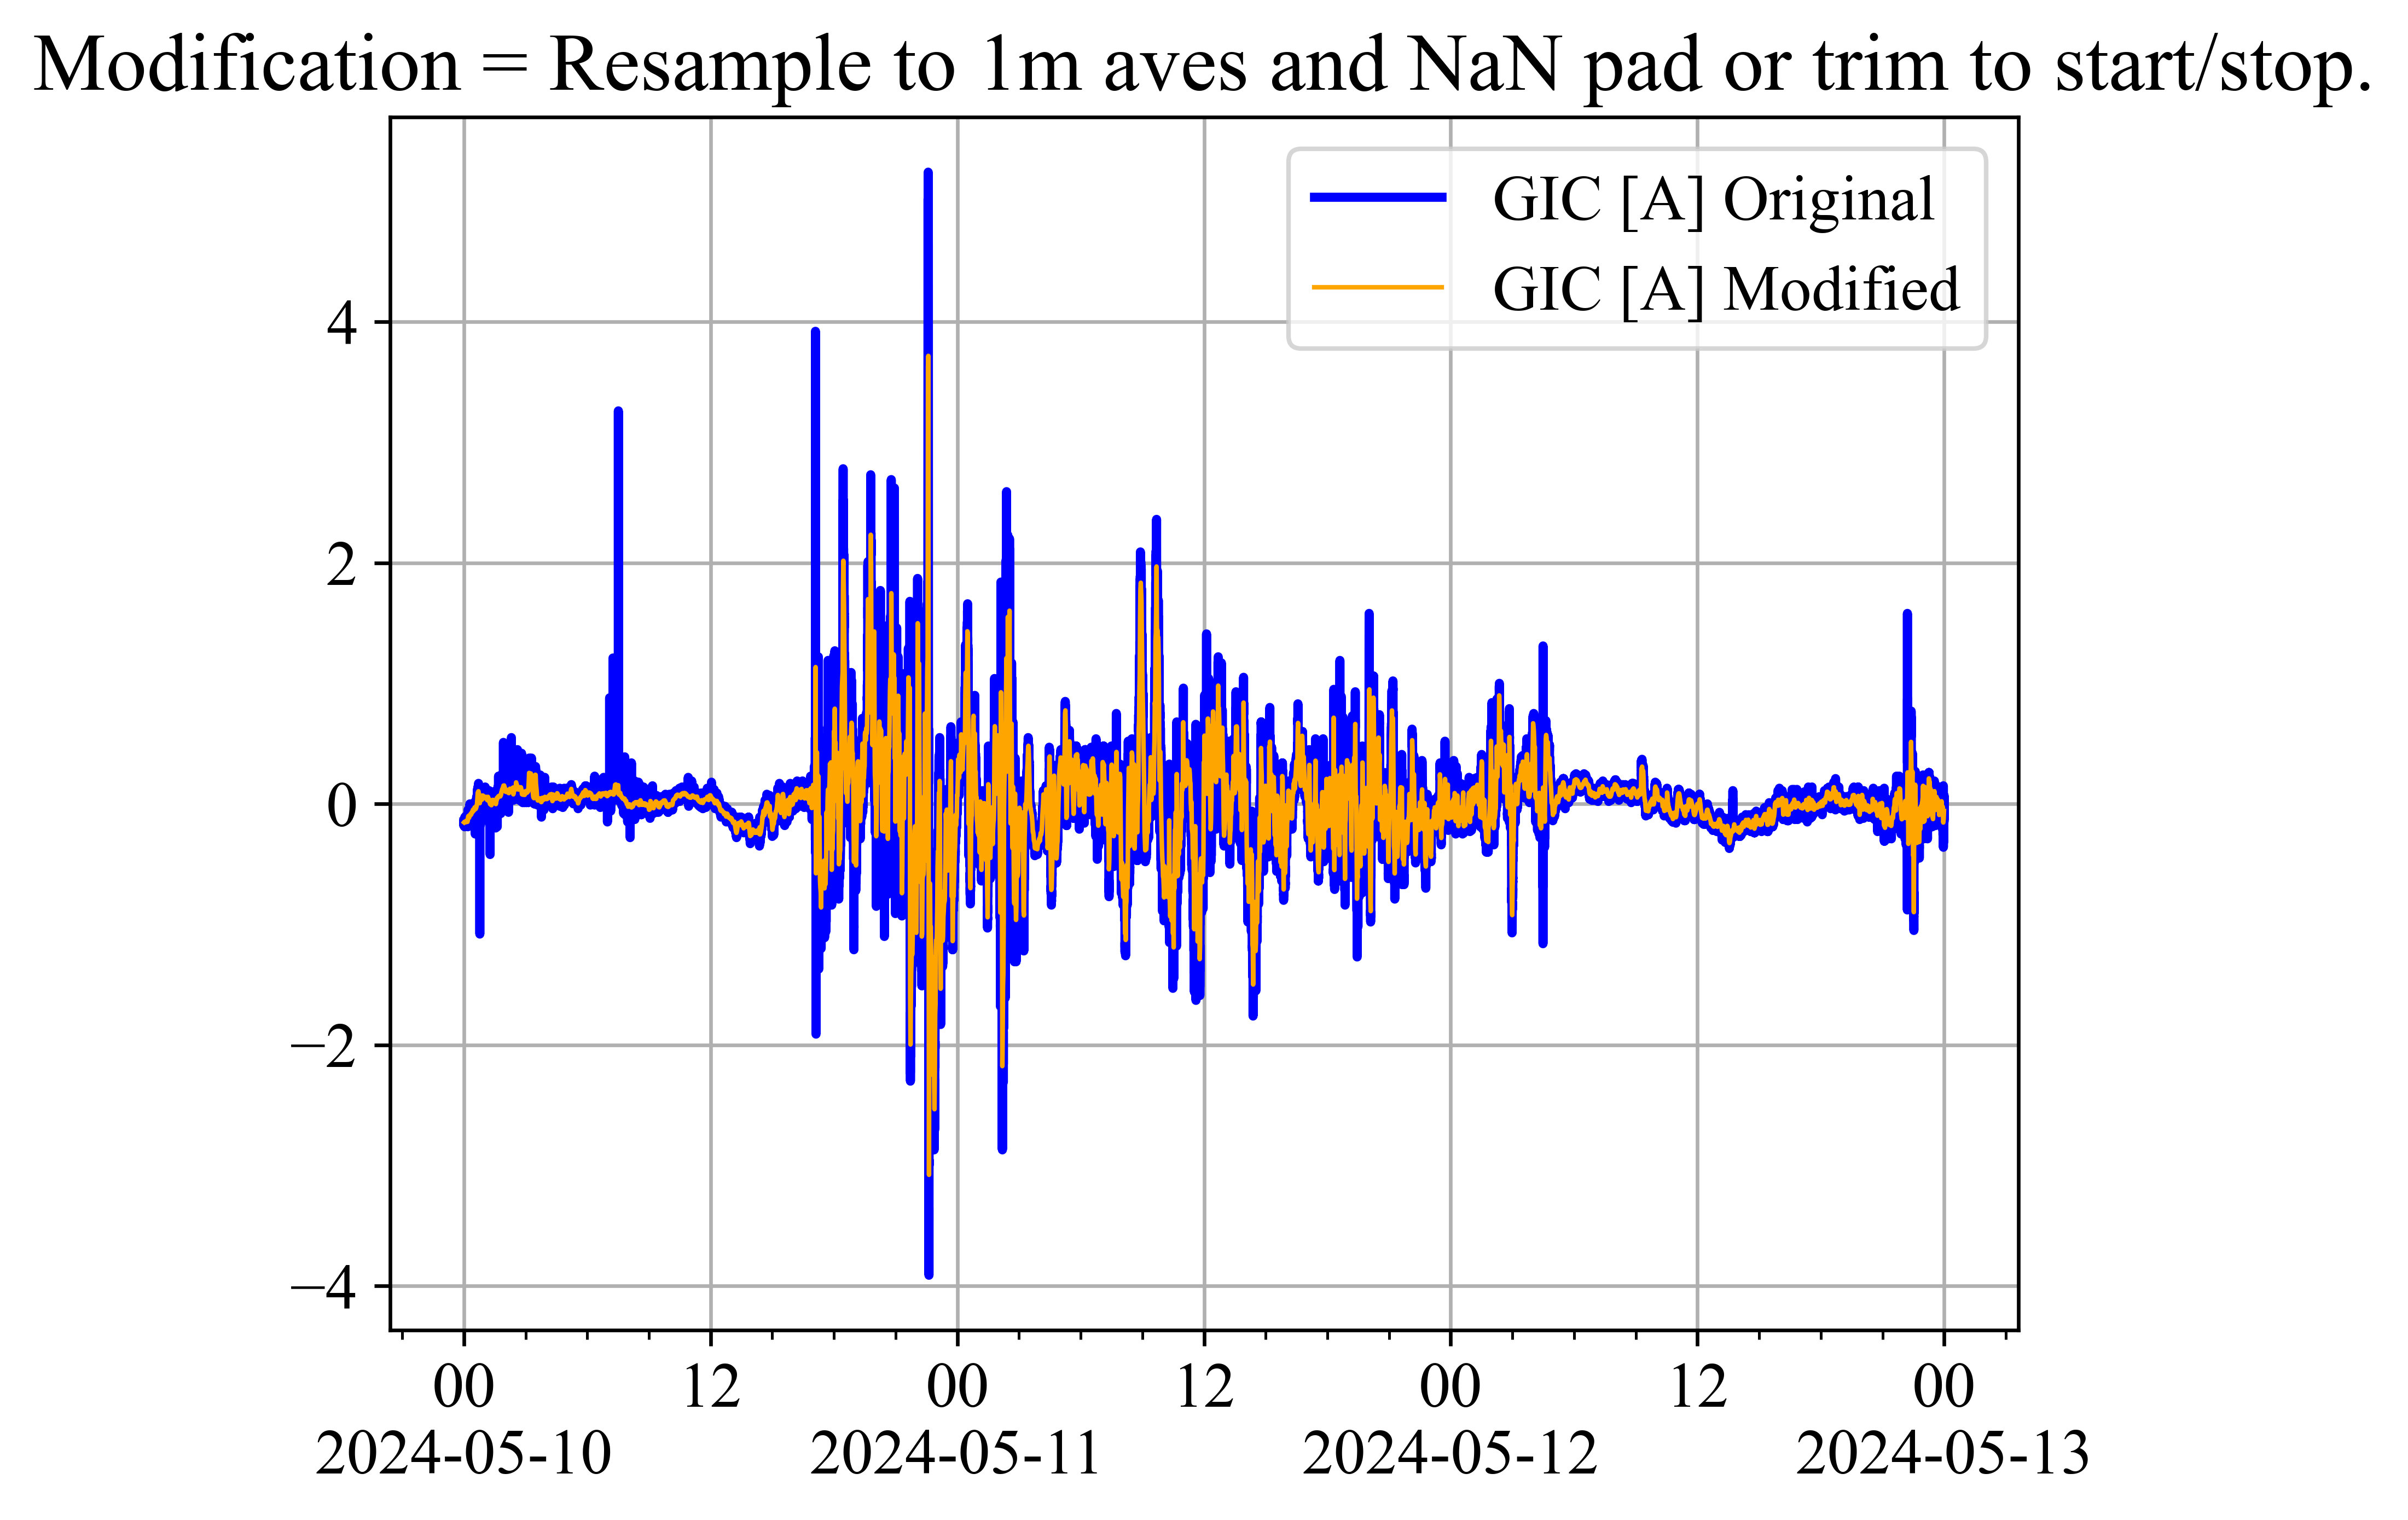 Modification = Resample to 1m aves and NaN pad or trim to start/stop.
GIC [A] Original
GIC [A] Modified
4
2
0
−2
−4
00 12 00 12 00 12 00
2024-05-10 2024-05-11 2024-05-12 2024-05-13